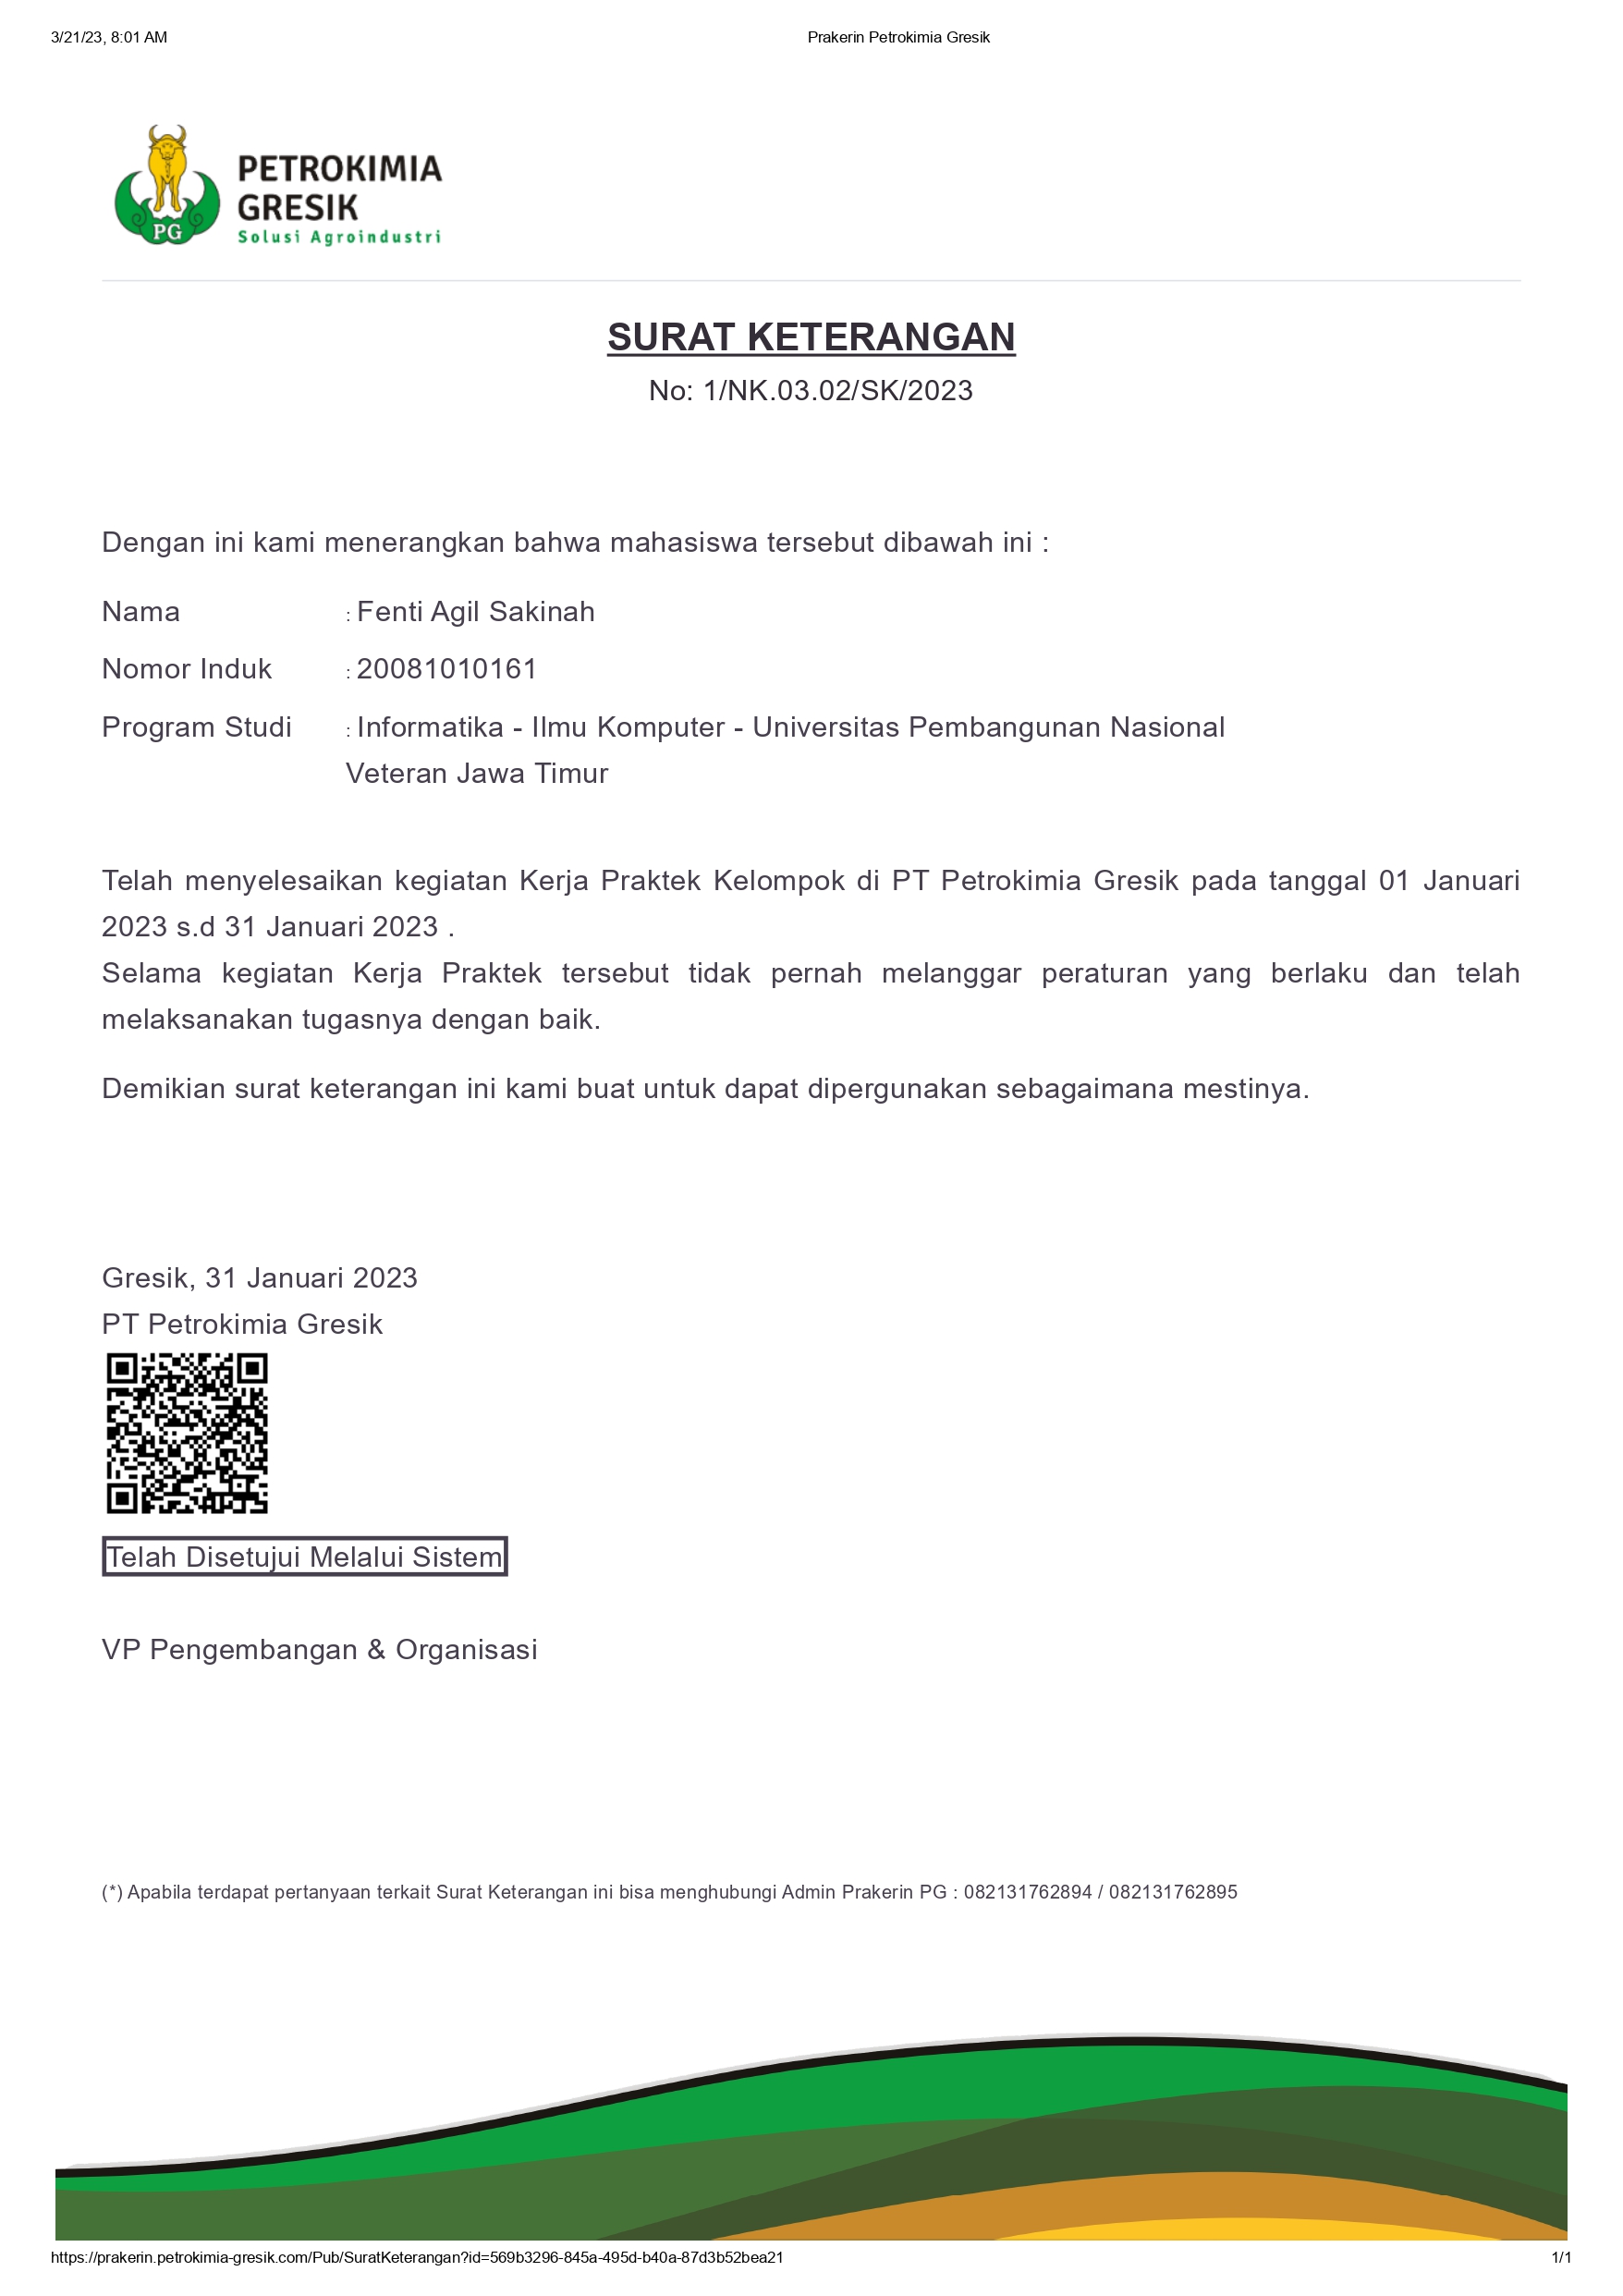 3/21/23, 8:01 AM
Prakerin Petrokimia Gresik
PETROKIMIA
GRESIK
Solusi Agroindustri
PG
SURAT KETERANGAN
No: 1/NK.03.02/SK/2023
Dengan ini kami menerangkan bahwa mahasiswa tersebut dibawah ini :
Nama : Fenti Agil Sakinah
Nomor Induk : 20081010161
Program Studi : Informatika - Ilmu Komputer - Universitas Pembangunan Nasional
Veteran Jawa Timur
Telah menyelesaikan kegiatan Kerja Praktek Kelompok di PT Petrokimia Gresik pada tanggal 01 Januari
2023 s.d 31 Januari 2023 .
Selama kegiatan Kerja Praktek tersebut tidak pernah melanggar peraturan yang berlaku dan telah
melaksanakan tugasnya dengan baik.
Demikian surat keterangan ini kami buat untuk dapat dipergunakan sebagaimana mestinya.
Gresik, 31 Januari 2023
PT Petrokimia Gresik
Telah Disetujui Melalui Sistem
VP Pengembangan & Organisasi
(*) Apabila terdapat pertanyaan terkait Surat Keterangan ini bisa menghubungi Admin Prakerin PG : 082131762894 / 082131762895
https://prakerin.petrokimia-gresik.com/Pub/SuratKeterangan?id=569b3296-845a-495d-b40a-87d3b52bea21
1/1